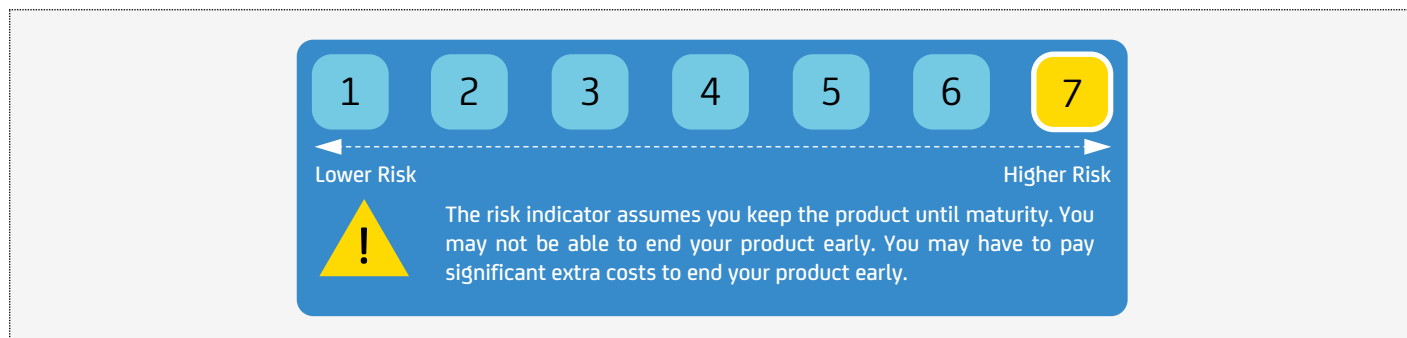 1 2 3 4 5 6 7
Lower Risk Higher Risk
!
The risk indicator assumes you keep the product until maturity. You
may not be able to end your product early. You may have to pay
significant extra costs to end your product early.